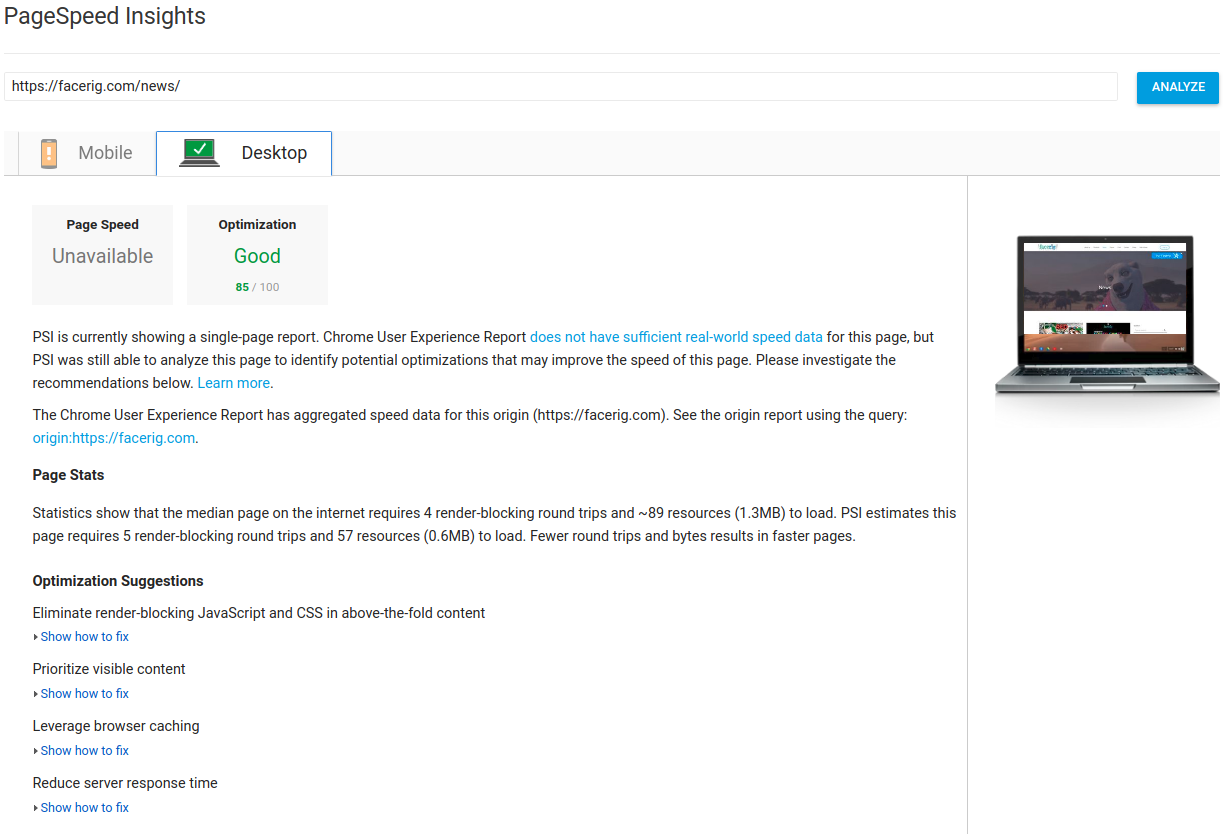 PageSpeed Insights
https://facerig.com/news/
ANALYZE
Mobile
Desktop
Page Speed
Optimization
Unavailable
Good
85 / 100
PSI is currently showing a single-page report. Chrome User Experience Report does not have sufficient real-world speed data for this page, but
PSI was still able to analyze this page to identify potential optimizations that may improve the speed of this page. Please investigate the
recommendations below. Learn more.
The Chrome User Experience Report has aggregated speed data for this origin (https://facerig.com). See the origin report using the query:
origin:https://facerig.com.
Page Stats
Statistics show that the median page on the internet requires 4 render-blocking round trips and ~89 resources (1.3MB) to load. PSI estimates this
page requires 5 render-blocking round trips and 57 resources (0.6MB) to load. Fewer round trips and bytes results in faster pages.
Optimization Suggestions
Eliminate render-blocking JavaScript and CSS in above-the-fold content
Show how to fix
Prioritize visible content
Show how to fix
Leverage browser caching
Show how to fix
Reduce server response time
Show how to fix
News